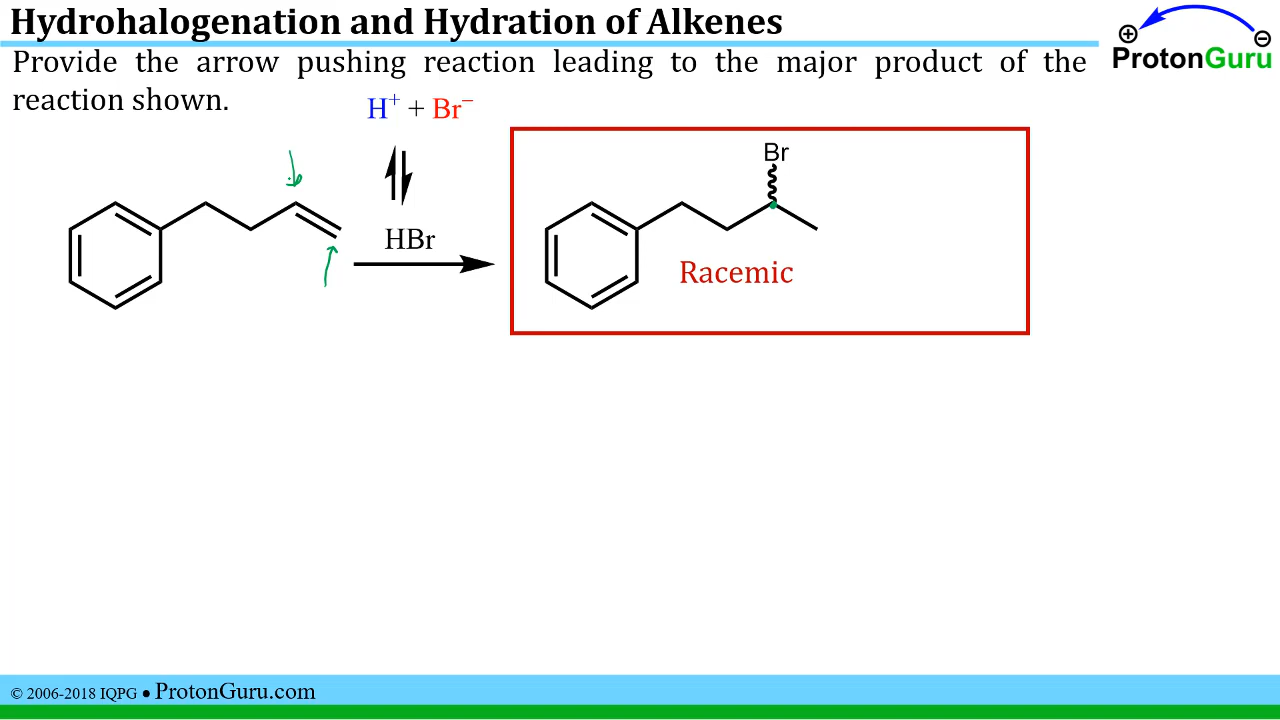 Hydrohalogenation and Hydration of Alkenes
⊕ ⊖
ProtonGuru
Provide the arrow pushing reaction leading to the major product of the
reaction shown.
H⁺ + Br⁻
Br
HBr
Racemic
© 2006-2018 IQPG ● ProtonGuru.com